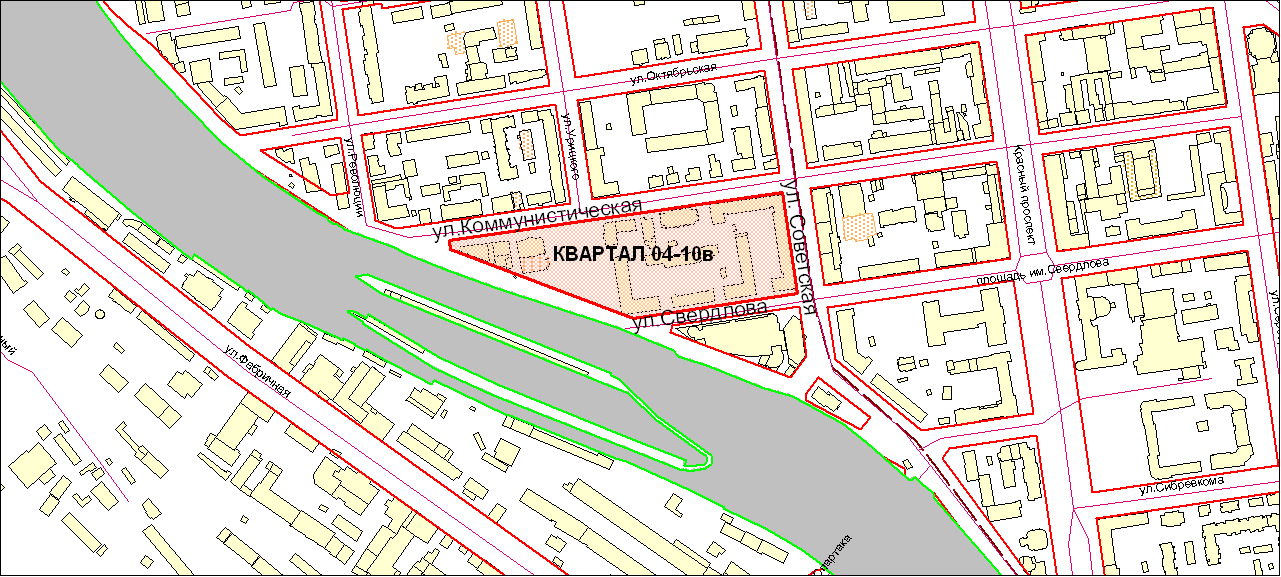 ул.Октябрьская
ул.Урицкого
ул.Революции
Красный проспект
ул.Коммунистическая
ул.Советская
КВАРТАЛ 04-10в
площадь им.Свердлова
ул.Свердлова
ул.Фабричная
ул.Сибревкома